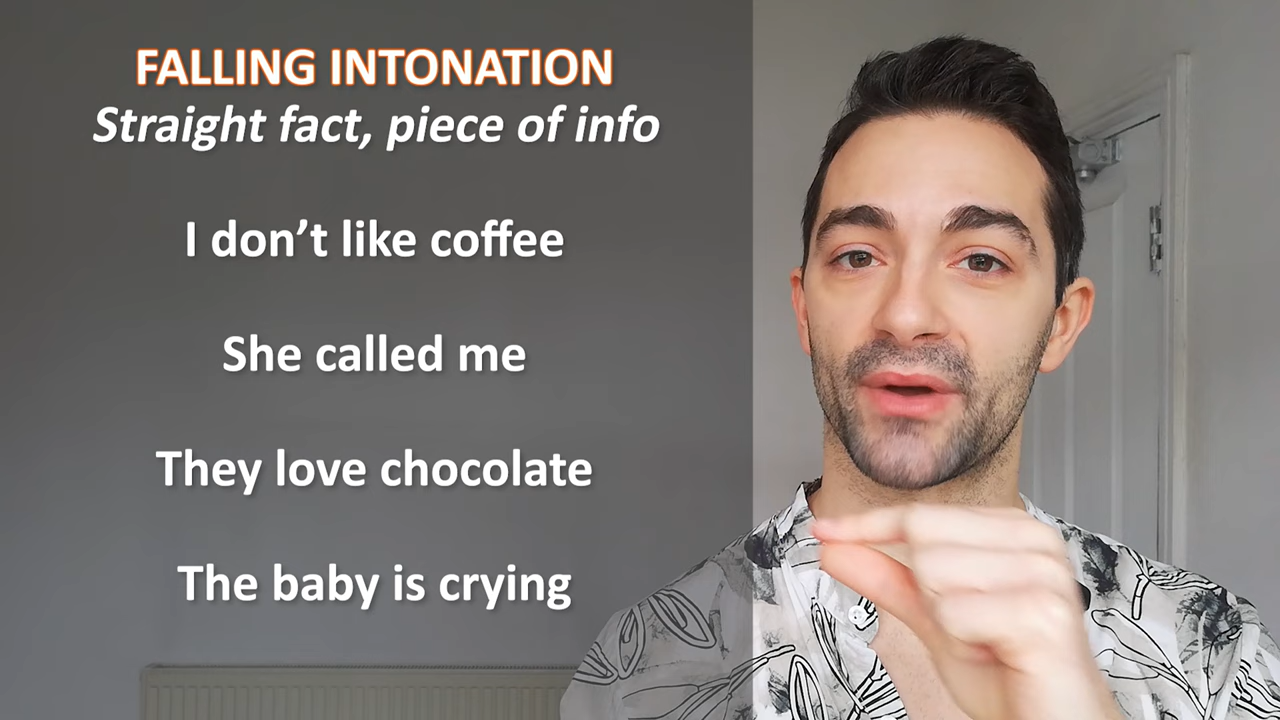 FALLING INTONATION
Straight fact, piece of info
I don’t like coffee
She called me
They love chocolate
The baby is crying